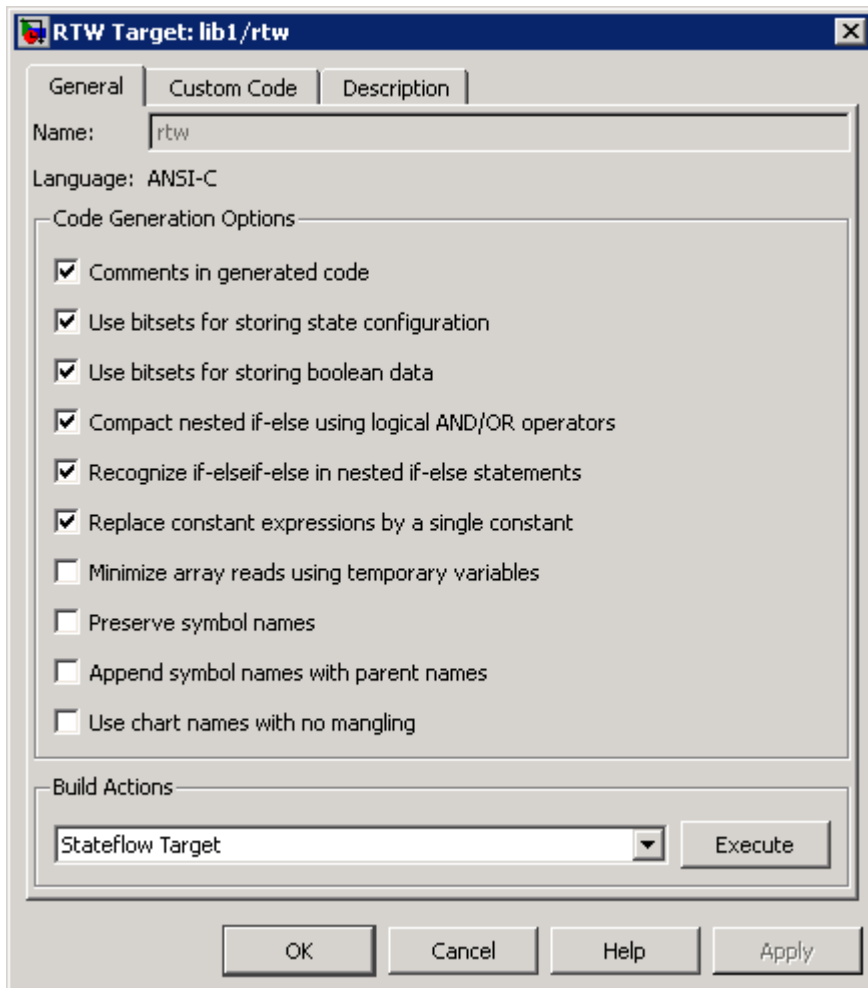 RTW Target: lib1/rtw
General Custom Code Description
Name: rtw
Language: ANSI-C
Code Generation Options
Comments in generated code
Use bitsets for storing state configuration
Use bitsets for storing boolean data
Compact nested if-else using logical AND/OR operators
Recognize if-elseif-else in nested if-else statements
Replace constant expressions by a single constant
Minimize array reads using temporary variables
Preserve symbol names
Append symbol names with parent names
Use chart names with no mangling
Build Actions
Stateflow Target Execute
OK Cancel Help Apply